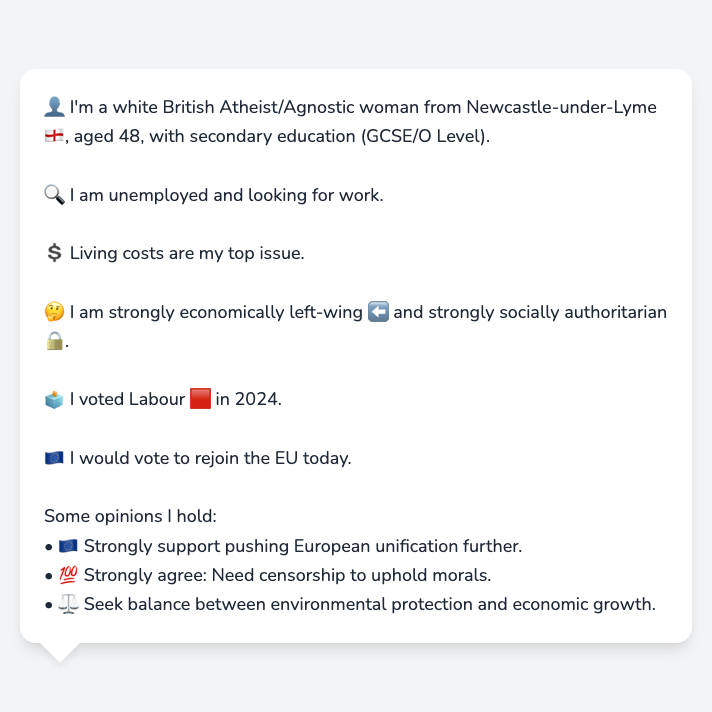 👤 I'm a white British Atheist/Agnostic woman from Newcastle-under-Lyme
🏴󠁧󠁢󠁥󠁮󠁧󠁿, aged 48, with secondary education (GCSE/O Level).
🔍 I am unemployed and looking for work.
💲 Living costs are my top issue.
🤔 I am strongly economically left-wing ⬅️ and strongly socially authoritarian
🔒.
🗳️ I voted Labour 🟥 in 2024.
🇪🇺 I would vote to rejoin the EU today.
Some opinions I hold:
• 🇪🇺 Strongly support pushing European unification further.
• 💯 Strongly agree: Need censorship to uphold morals.
• ⚖️ Seek balance between environmental protection and economic growth.